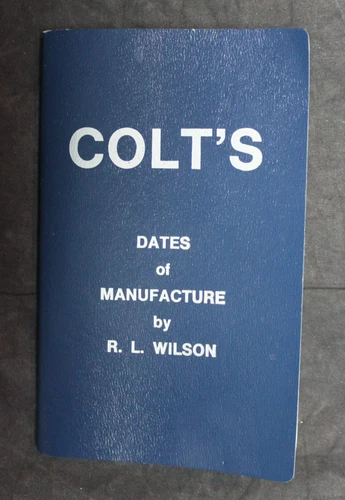 COLT'S
DATES
of
MANUFACTURE
by
R. L. WILSON